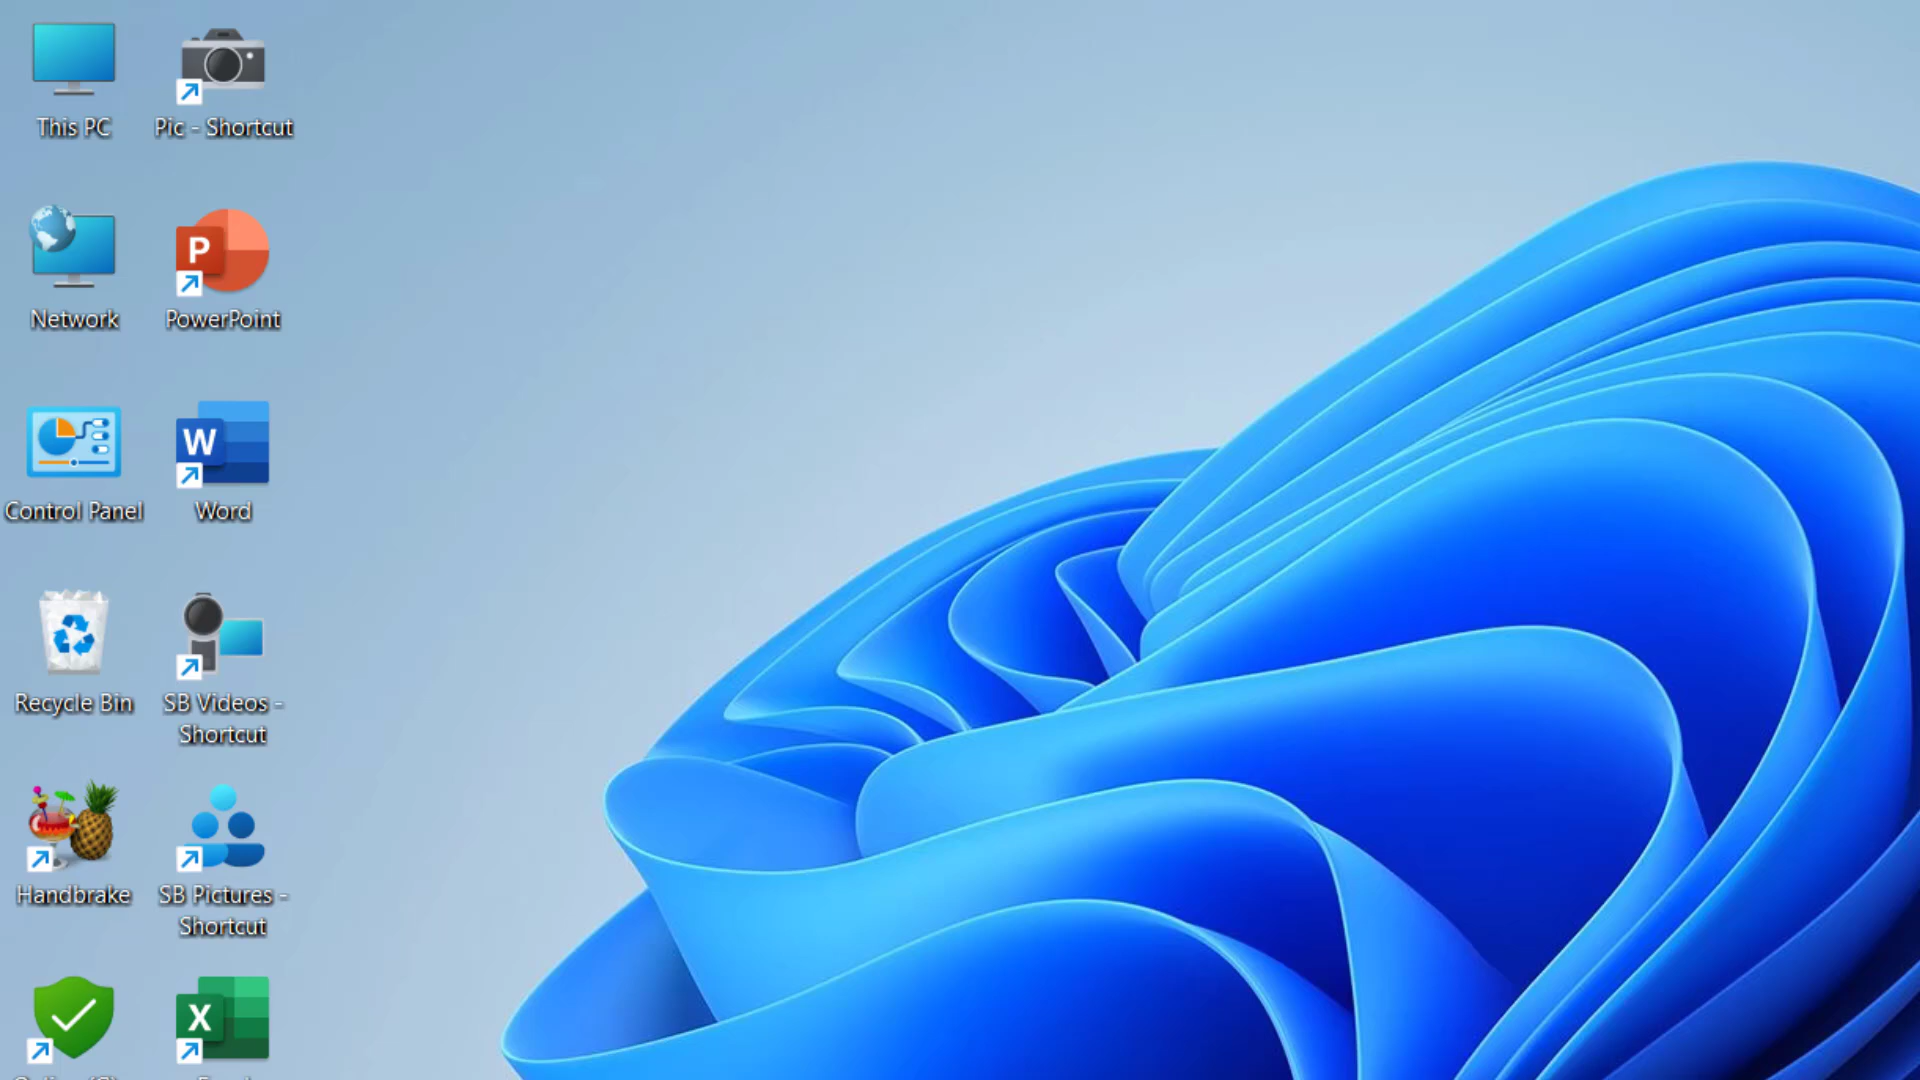 This PC
Pic - Shortcut
Network
PowerPoint
P
Control Panel
W
Word
Recycle Bin
SB Videos -
Shortcut
Handbrake
SB Pictures -
Shortcut
X